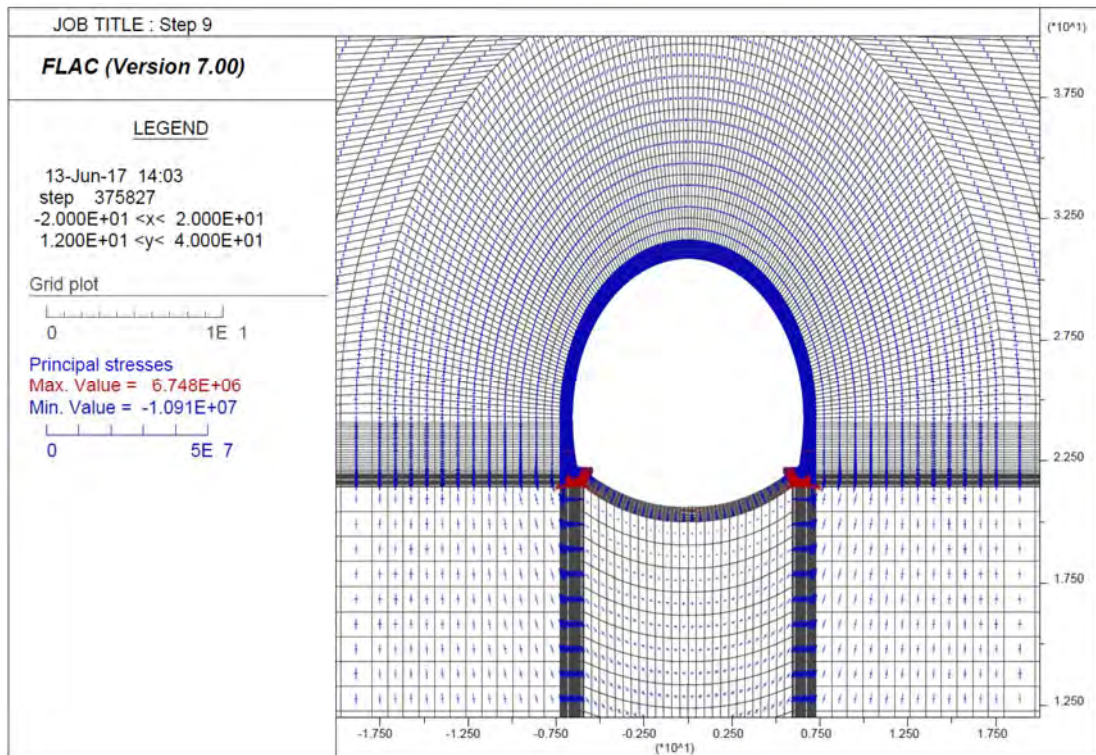 JOB TITLE : Step 9
(*10^1)
FLAC (Version 7.00)
LEGEND
13-Jun-17 14:03
step 375827
-2.000E+01 <x< 2.000E+01
1.200E+01 <y< 4.000E+01
Grid plot
0 1E 1
Principal stresses
Max. Value = 6.748E+06
Min. Value = -1.091E+07
0 5E 7
3.750
3.250
2.750
2.250
1.750
1.250
-1.750 -1.250 -0.750 -0.250 0.250 0.750 1.250 1.750
(*10^1)